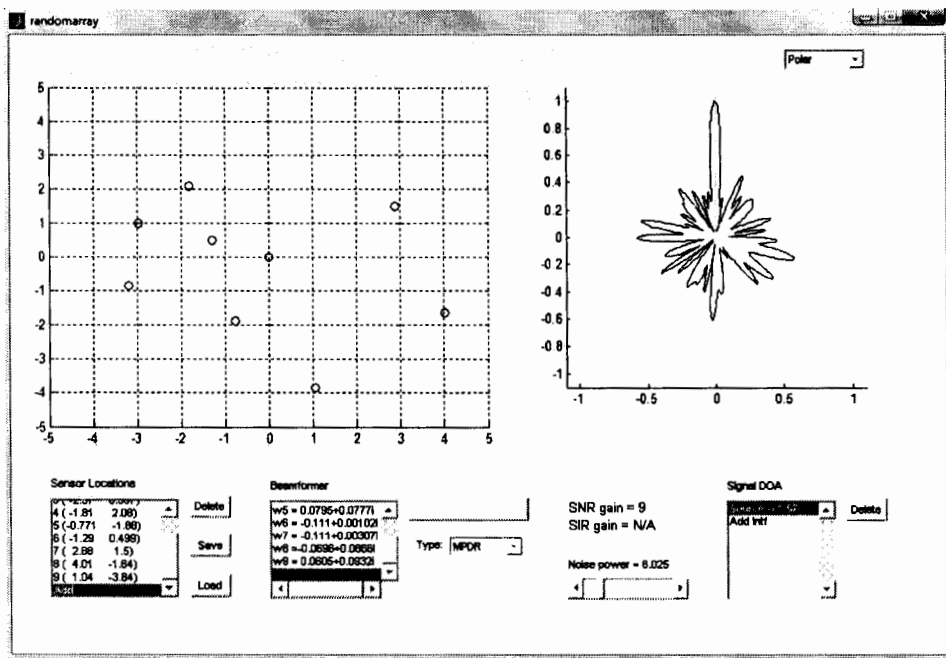 randomarray
Polar
5
4
3
2
1
0
-1
-2
-3
-4
-5
-5 -4 -3 -2 -1 0 1 2 3 4 5
1
0.8
0.6
0.4
0.2
0
-0.2
-0.4
-0.6
-0.8
-1
-1 -0.5 0 0.5 1
Sensor Locations
4 ( -1.81 2.08)
5 (-0.771 -1.88)
6 ( -1.29 0.499)
7 ( 2.88 1.5)
8 ( 4.01 -1.64)
9 ( 1.04 -3.84)
Add
Delete
Save
Load
Beamformer
w5 = 0.0795+0.0777i
w6 = -0.111+0.00102i
w7 = -0.111+0.00307i
w8 = -0.0698+0.0866i
w9 = 0.0605+0.0932i
Type: MPDR
SNR gain = 9
SIR gain = N/A
Noise power = 6.025
Signal DOA
Add Intf
Delete